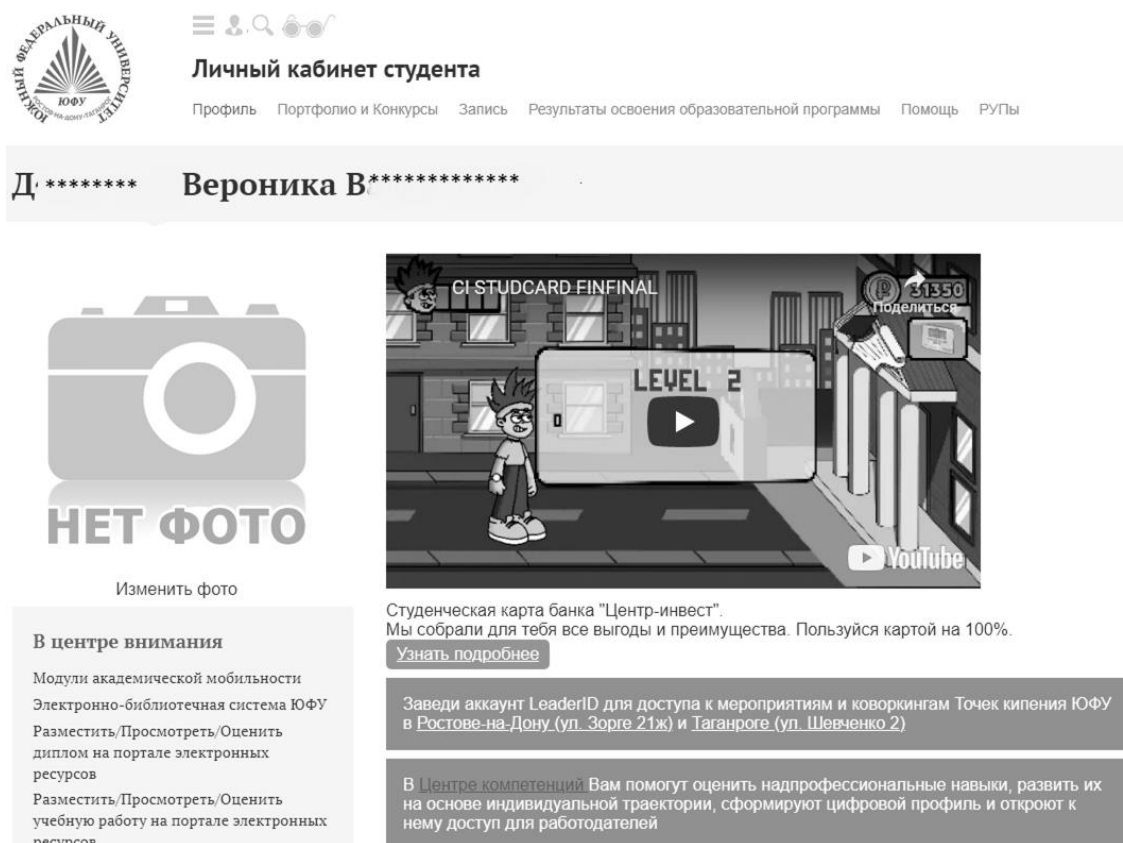 ЮЖНЫЙ ФЕДЕРАЛЬНЫЙ УНИВЕРСИТЕТ
ЮФУ
РОСТОВ-НА-ДОНУ-ТАГАНРОГ
Личный кабинет студента
Профиль Портфолио и Конкурсы Запись Результаты освоения образовательной программы Помощь РУПы
Д ******** Вероника В*************
CI STUDCARD FINFINAL
31350
Поделиться
LEVEL 2
YouTube
НЕТ ФОТО
Изменить фото
Студенческая карта банка "Центр-инвест".
Мы собрали для тебя все выгоды и преимущества. Пользуйся картой на 100%.
Узнать подробнее
В центре внимания
Модули академической мобильности
Электронно-библиотечная система ЮФУ
Разместить/Просмотреть/Оценить
диплом на портале электронных
ресурсов
Разместить/Просмотреть/Оценить
учебную работу на портале электронных
ресурсов
Заведи аккаунт LeaderID для доступа к мероприятиям и коворкингам Точек кипения ЮФУ
в Ростове-на-Дону (ул. Зорге 21ж) и Таганроге (ул. Шевченко 2)
В Центре компетенций Вам помогут оценить надпрофессиональные навыки, развить их
на основе индивидуальной траектории, сформируют цифровой профиль и откроют к
нему доступ для работодателей